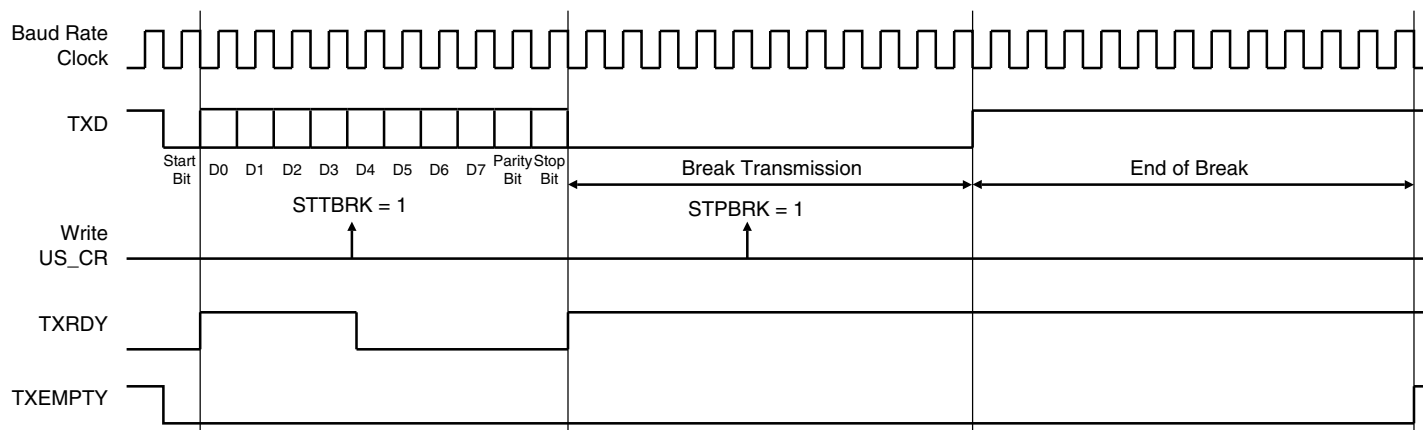 Baud Rate
Clock
TXD
Start
Bit
D0 D1 D2 D3 D4 D5 D6 D7
Parity
Bit
Stop
Bit
Break Transmission
End of Break
STTBRK = 1
STPBRK = 1
Write
US_CR
TXRDY
TXEMPTY